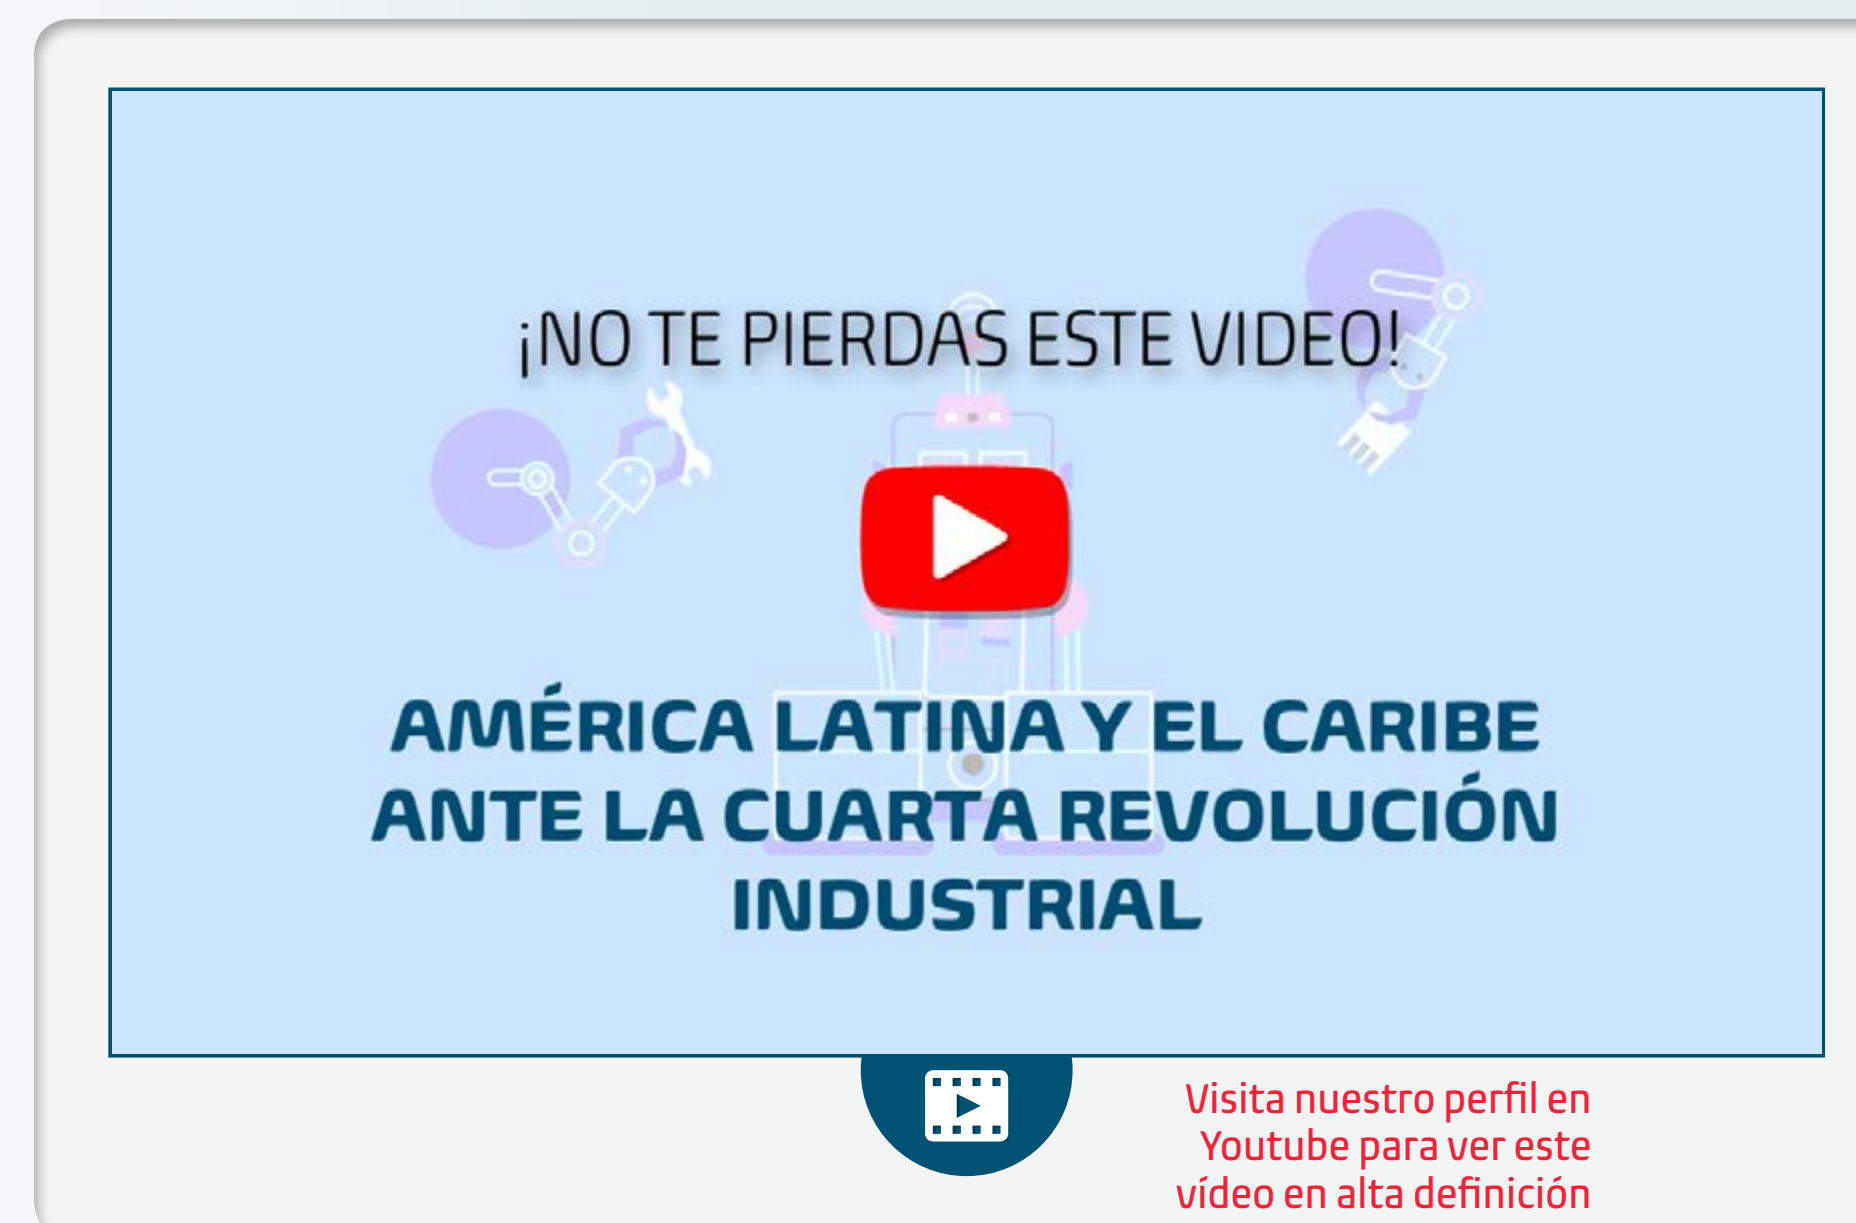 ¡NO TE PIERDAS ESTE VIDEO!
AMÉRICA LATINA Y EL CARIBE
ANTE LA CUARTA REVOLUCIÓN
INDUSTRIAL
Visita nuestro perfil en
Youtube para ver este
vídeo en alta definición